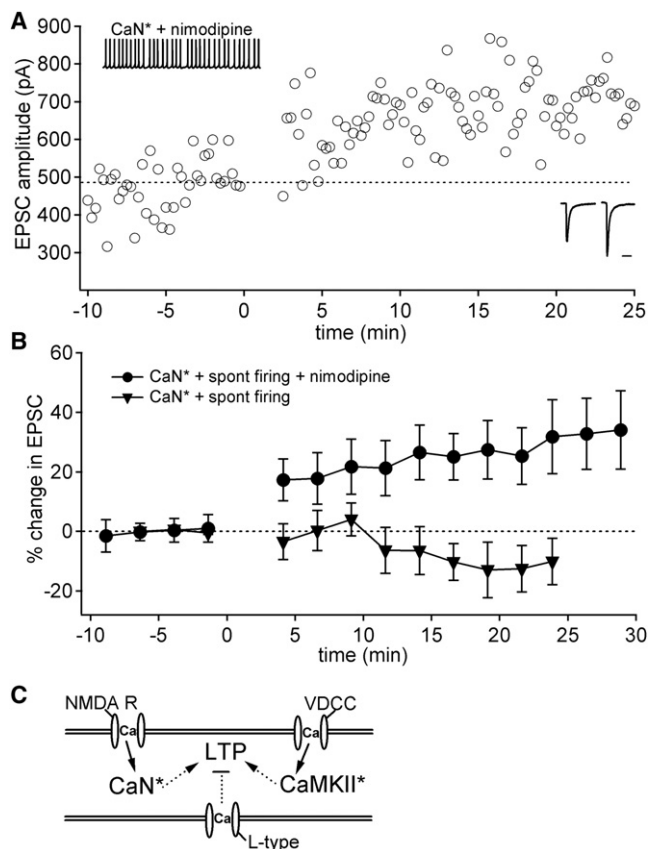 A
CaN* + nimodipine
EPSC amplitude (pA)
900
800
700
600
500
400
300
-10 -5 0 5 10 15 20 25
time (min)
B
CaN* + spont firing + nimodipine
CaN* + spont firing
% change in EPSC
60
40
20
0
-20
-10 -5 0 5 10 15 20 25 30
time (min)
C
NMDA R
VDCC
Ca
Ca
LTP
CaN*
CaMKII*
Ca
L-type